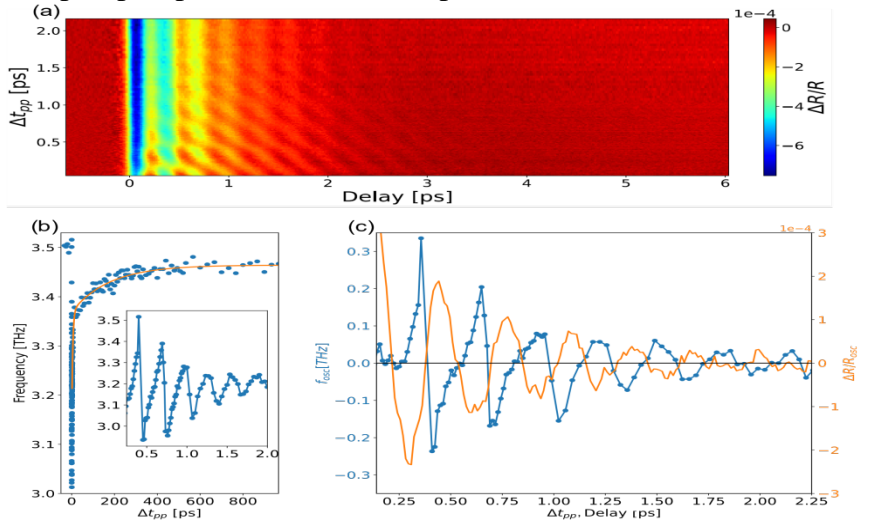 (a)
1e−4
2.0
1.5
1.0
0.5
Δt_pp [ps]
0 1 2 3 4 5 6
Delay [ps]
0
−2
−4
−6
ΔR/R
(b)
3.5
3.4
3.3
3.2
3.1
3.0
Frequency [THz]
0 200 400 600 800
Δt_pp [ps]
3.5
3.4
3.3
3.2
3.1
3.0
0.5 1.0 1.5 2.0
(c)
1e−4
0.3
0.2
0.1
0.0
−0.1
−0.2
−0.3
f_osc[THz]
0.25 0.50 0.75 1.00 1.25 1.50 1.75 2.00 2.25
Δt_pp, Delay [ps]
3
2
1
0
−1
−2
−3
ΔR/R_osc